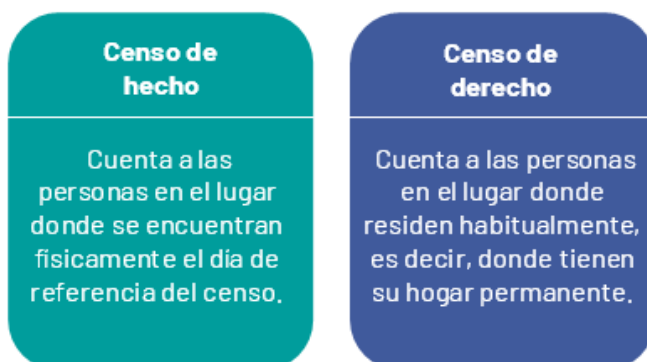 Censo de
hecho
Cuenta a las
personas en el lugar
donde se encuentran
físicamente el día de
referencia del censo.
Censo de
derecho
Cuenta a las personas
en el lugar donde
residen habitualmente,
es decir, donde tienen
su hogar permanente.